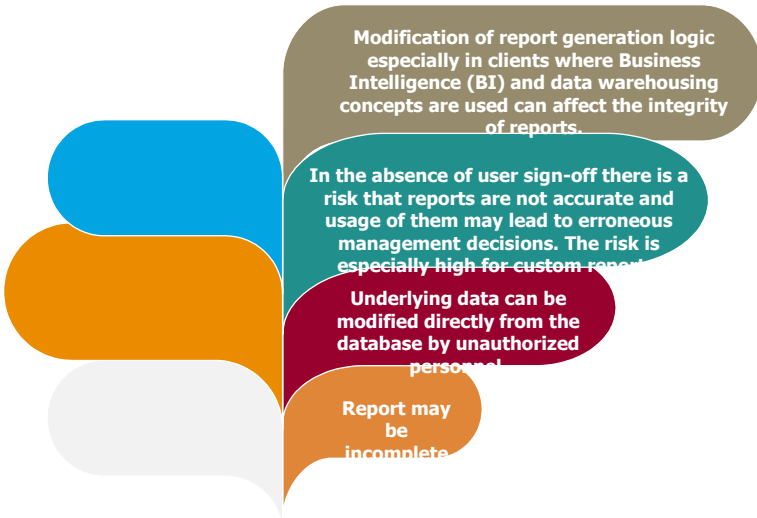 Modification of report generation logic
especially in clients where Business
Intelligence (BI) and data warehousing
concepts are used can affect the integrity
of reports.
In the absence of user sign-off there is a
risk that reports are not accurate and
usage of them may lead to erroneous
management decisions. The risk is
especially high for custom report
Underlying data can be
modified directly from the
database by unauthorized
personnel
Report may
be
incomplete